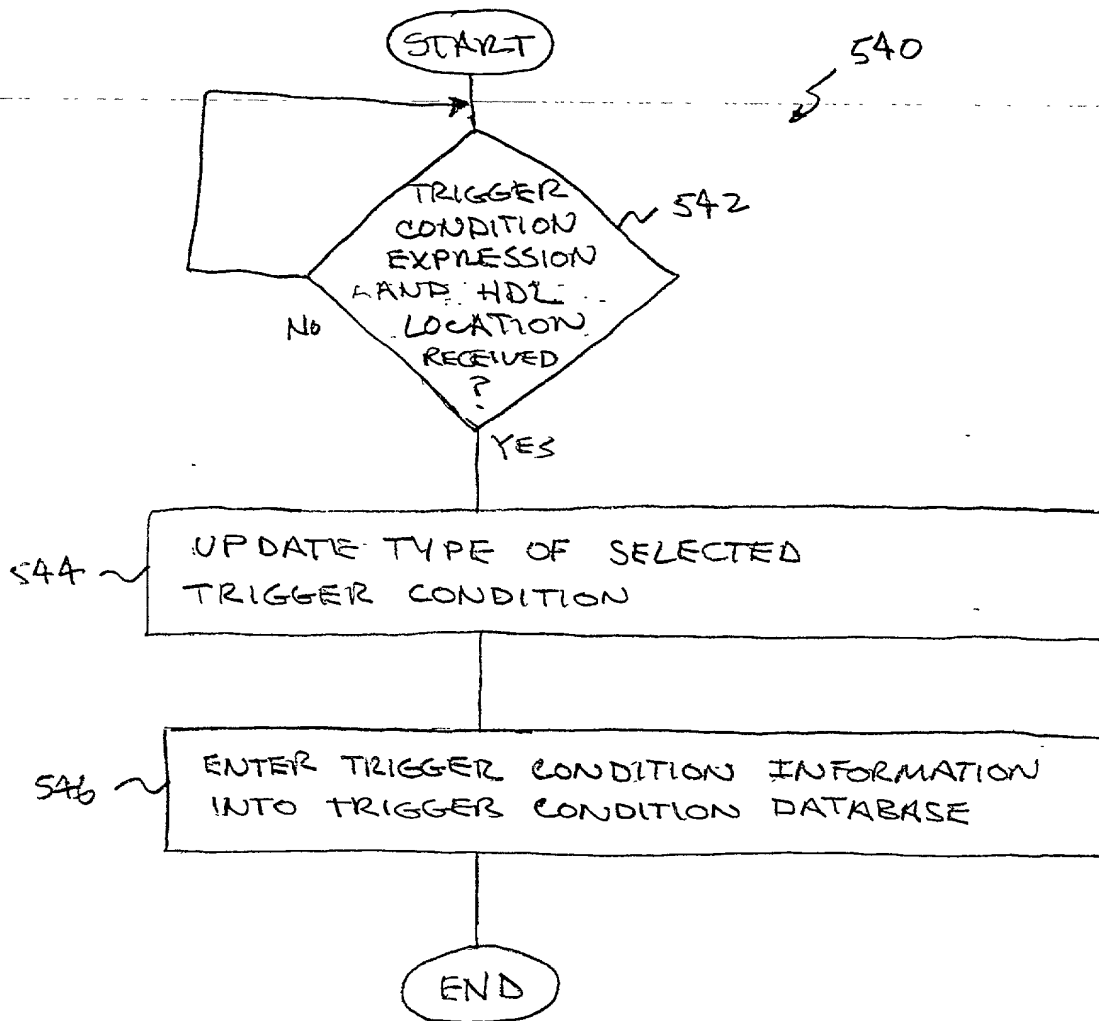 START
540
TRIGGER
CONDITION
EXPRESSION
AND HDL
LOCATION
RECEIVED
?
542
No
YES
544
UPDATE TYPE OF SELECTED
TRIGGER CONDITION
546
ENTER TRIGGER CONDITION INFORMATION
INTO TRIGGER CONDITION DATABASE
END